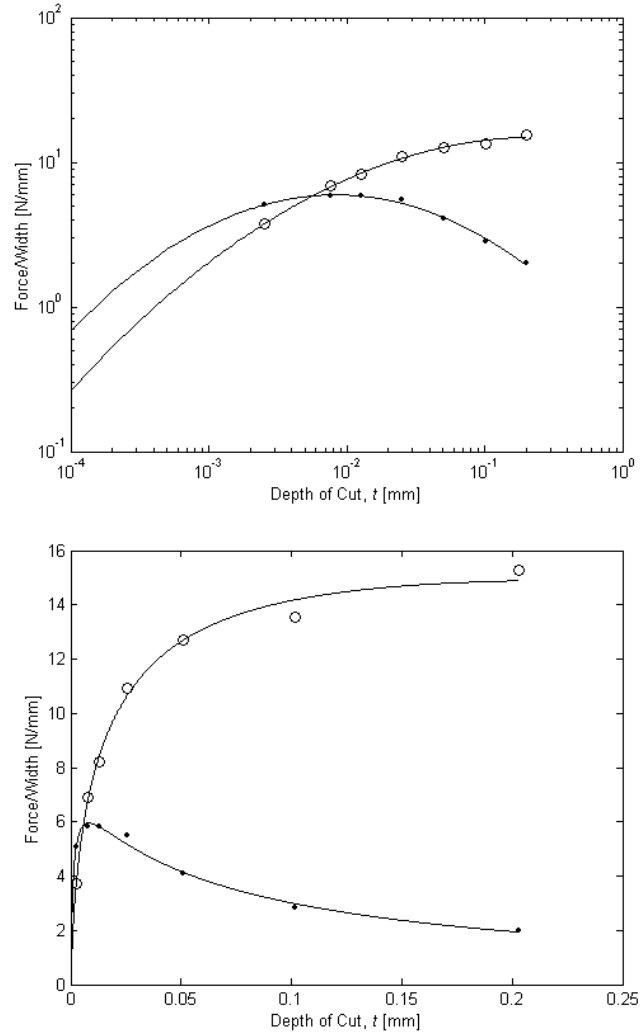 10^2
10^1
10^0
10^-1
Force/Width [N/mm]
10^-4 10^-3 10^-2 10^-1 10^0
Depth of Cut, t [mm]
16
14
12
10
8
6
4
2
0
Force/Width [N/mm]
0 0.05 0.1 0.15 0.2 0.25
Depth of Cut, t [mm]